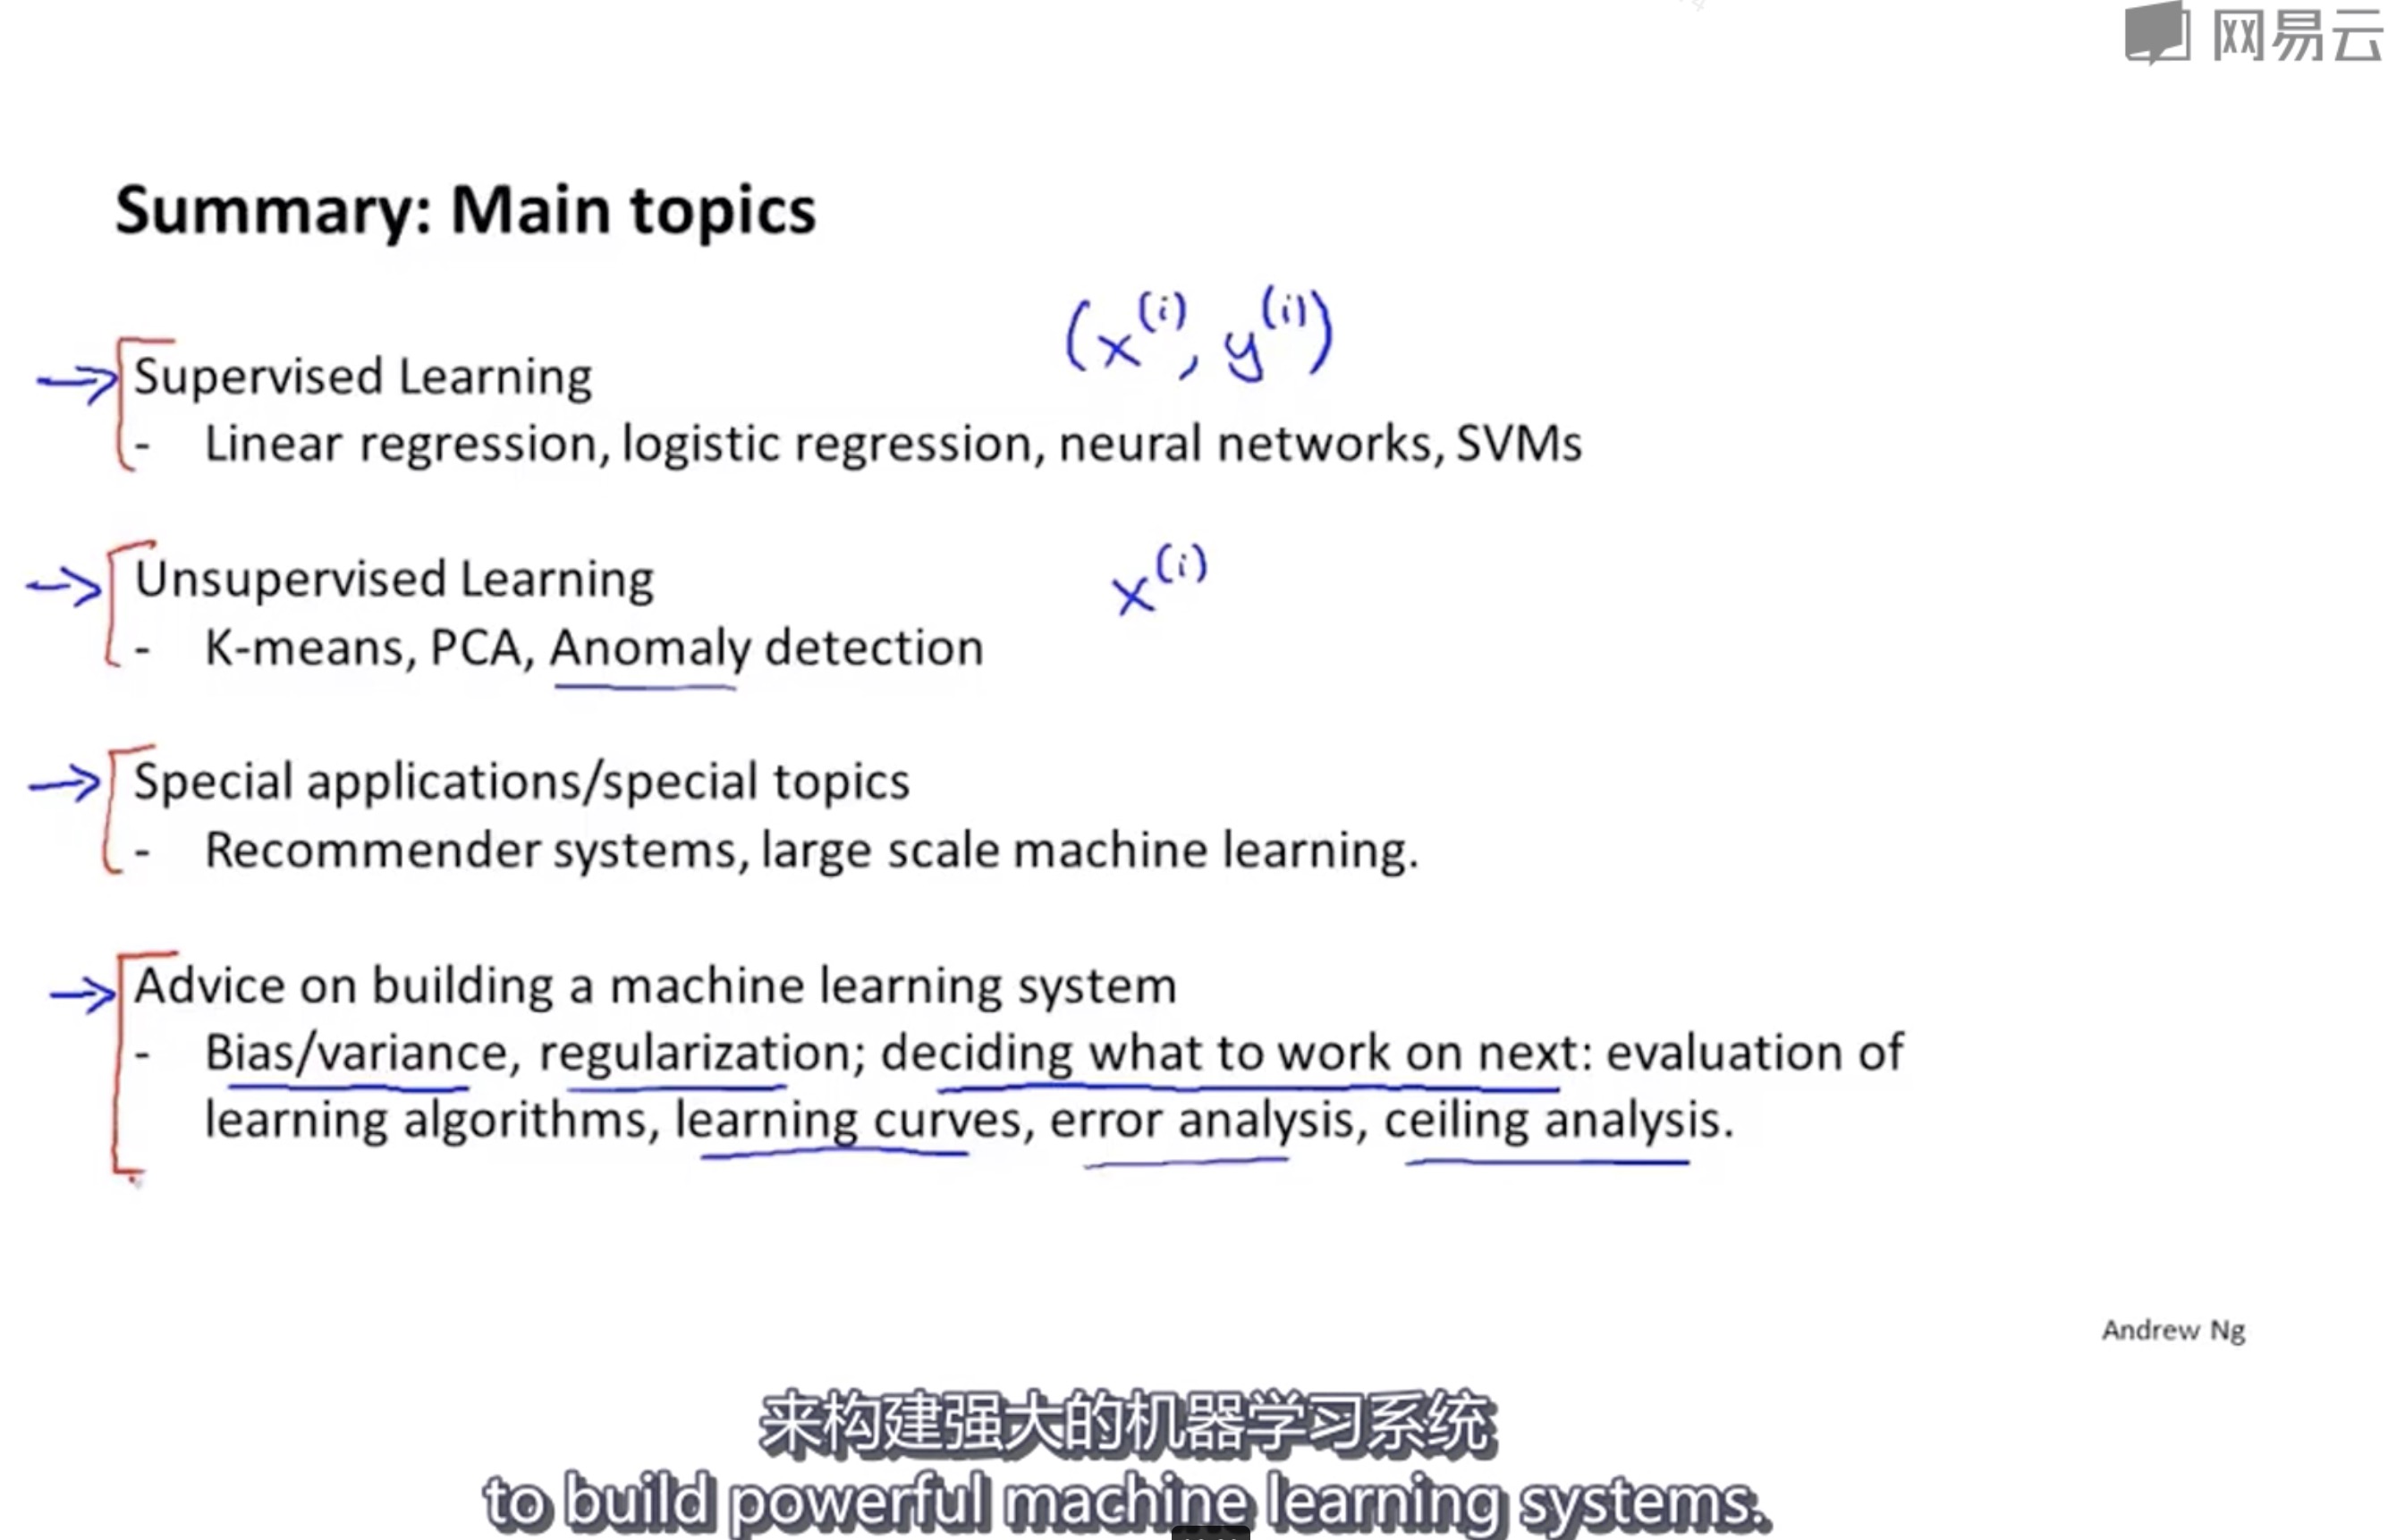 网易云
Summary: Main topics
(x^(i), y^(i))
Supervised Learning
- Linear regression, logistic regression, neural networks, SVMs
Unsupervised Learning
x^(i)
- K-means, PCA, Anomaly detection
Special applications/special topics
- Recommender systems, large scale machine learning.
Advice on building a machine learning system
- Bias/variance, regularization; deciding what to work on next: evaluation of
learning algorithms, learning curves, error analysis, ceiling analysis.
Andrew Ng
来构建强大的机器学习系统
to build powerful machine learning systems.